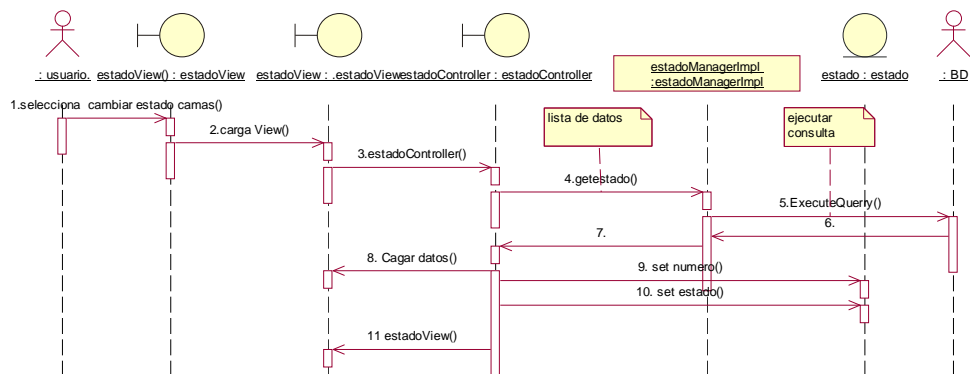 : usuario.
estadoView() : estadoView
estadoView : .estadoView
estadoController : estadoController
estadoManagerImpl
:estadoManagerImpl
estado : estado
: BD
1.selecciona cambiar estado camas()
lista de datos
ejecutar
consulta
2.carga View()
3.estadoController()
4.getestado()
5.ExecuteQuerry()
6.
7.
8. Cagar datos()
9. set numero()
10. set estado()
11 estadoView()